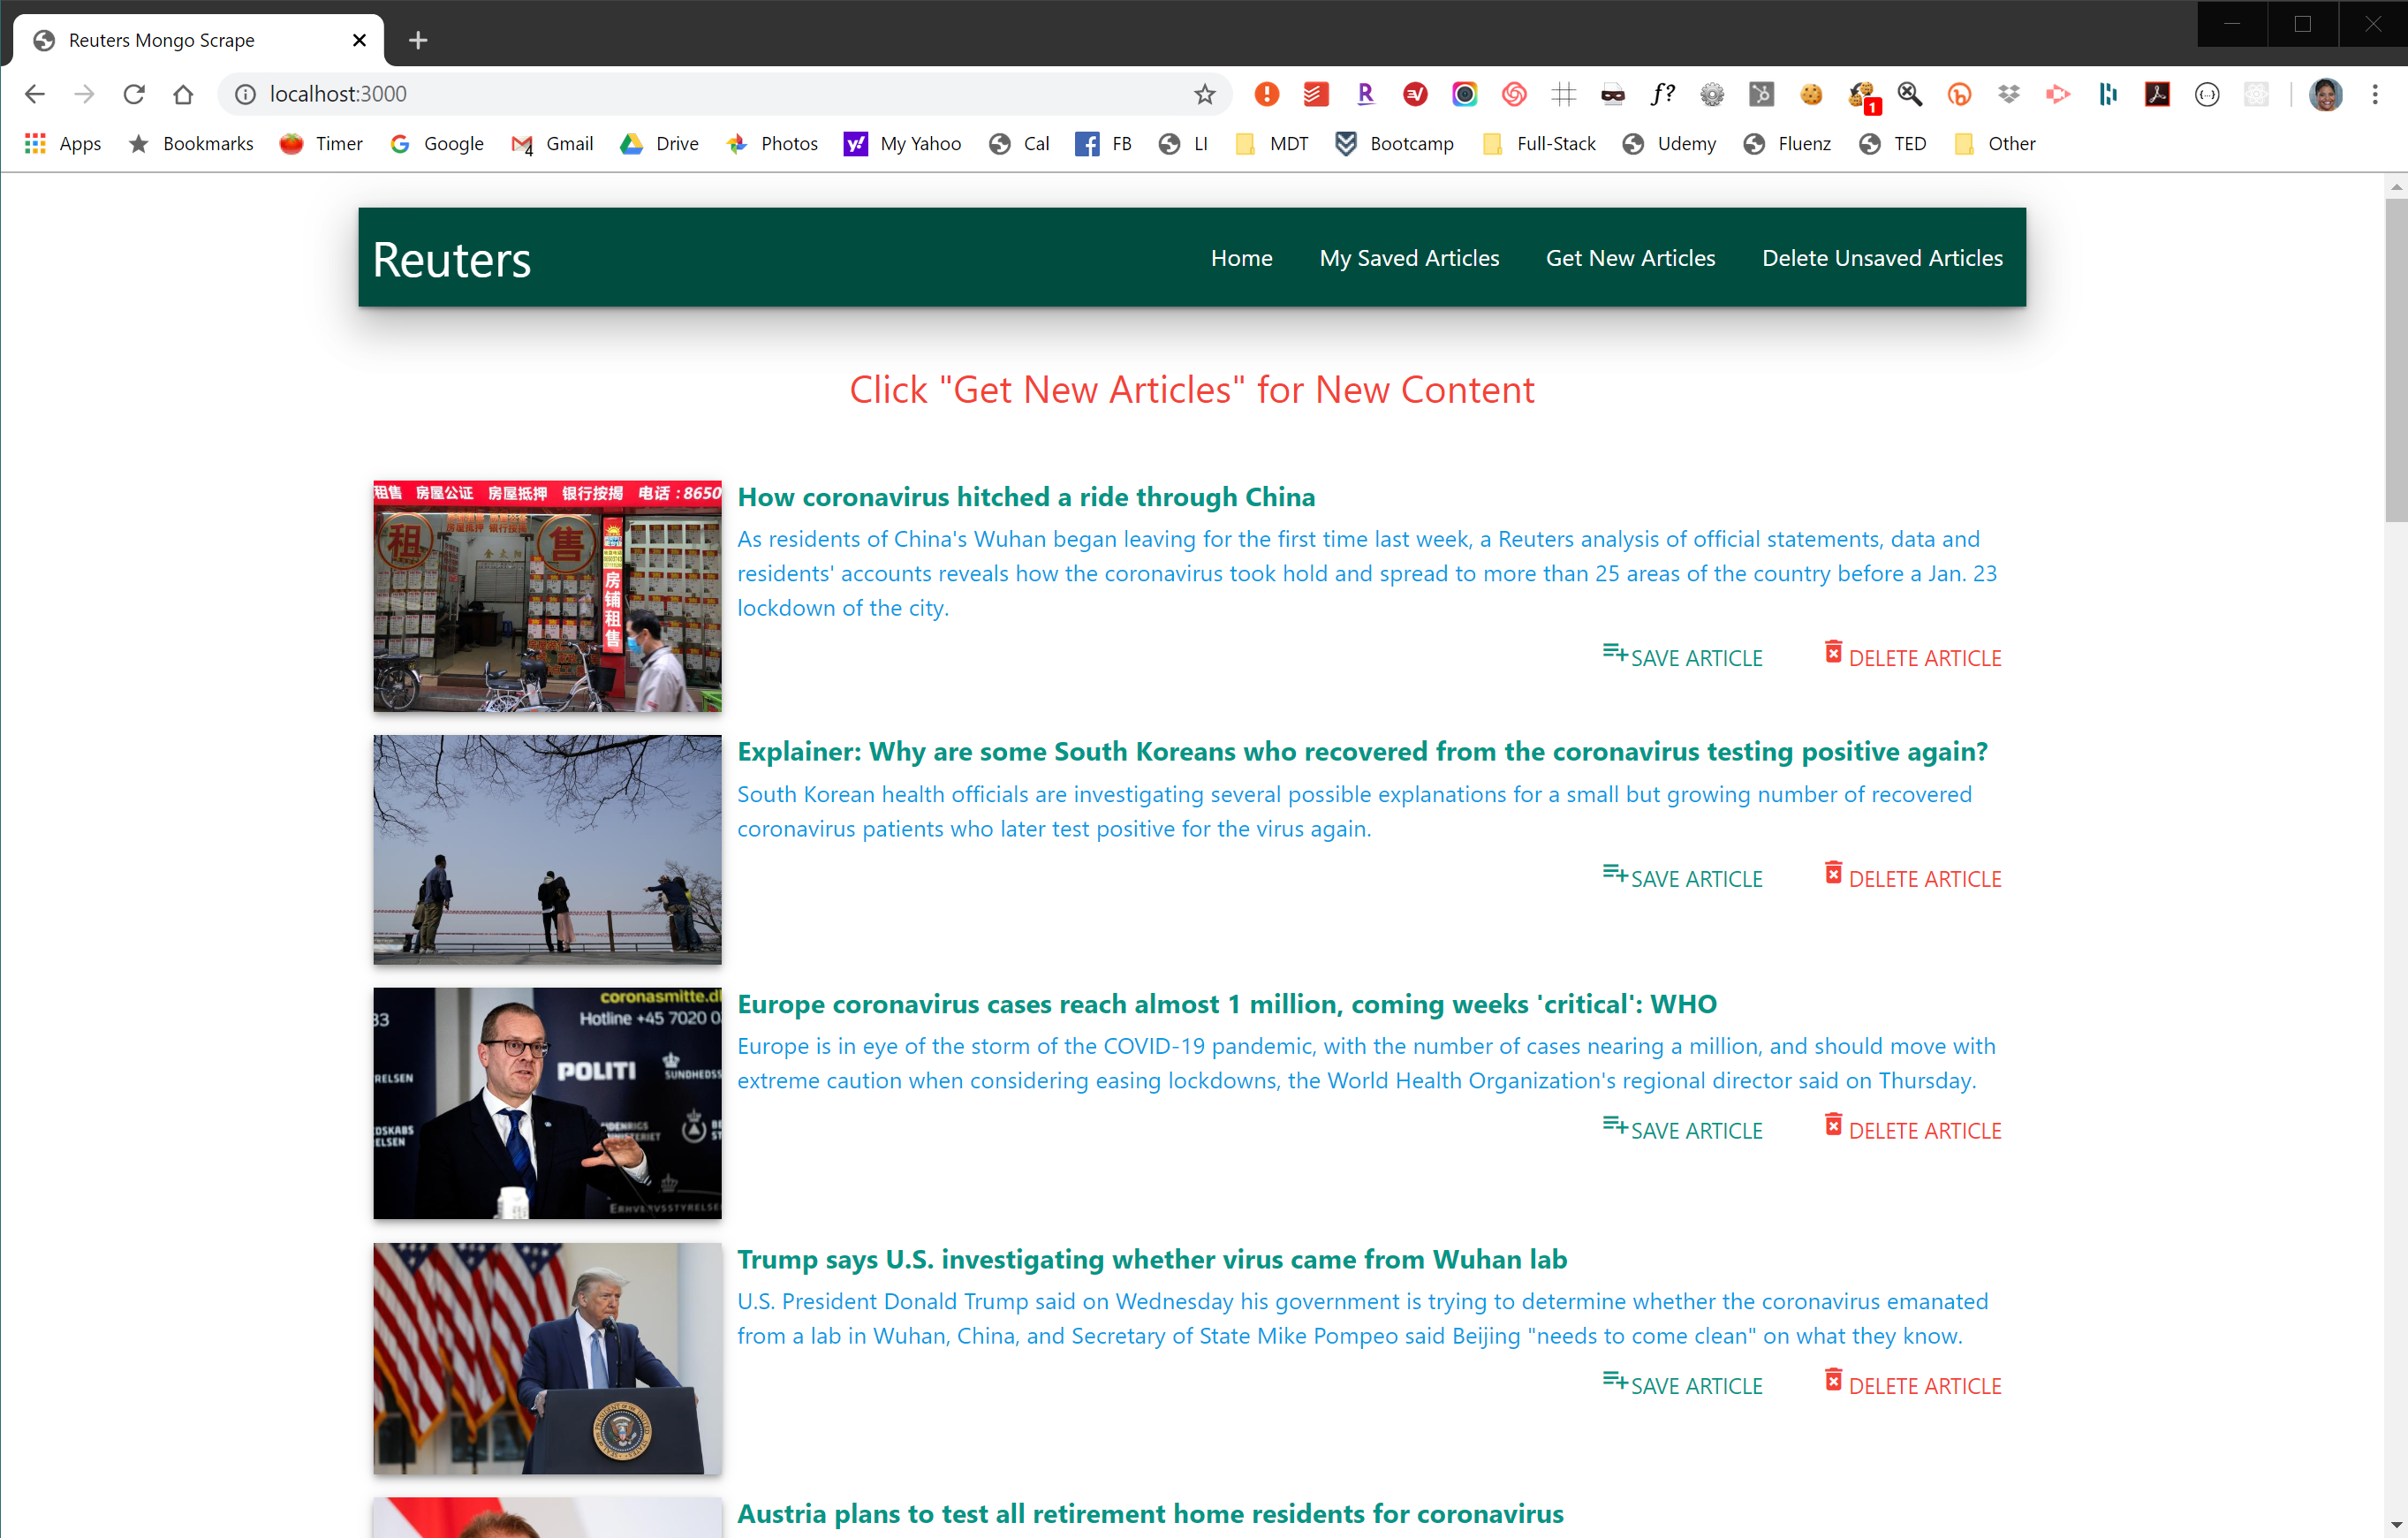 Reuters Mongo Scrape
localhost:3000
1
Apps Bookmarks Timer Google 4 Gmail Drive Photos y! My Yahoo Cal FB LI MDT Bootcamp Full-Stack Udemy Fluenz TED Other
Reuters
Home My Saved Articles Get New Articles Delete Unsaved Articles
Click "Get New Articles" for New Content
租售 房屋公证 房屋抵押 银行按揭 电话：8650
租
售
房铺租售
How coronavirus hitched a ride through China
As residents of China's Wuhan began leaving for the first time last week, a Reuters analysis of official statements, data and
residents' accounts reveals how the coronavirus took hold and spread to more than 25 areas of the country before a Jan. 23
lockdown of the city.
SAVE ARTICLE DELETE ARTICLE
Explainer: Why are some South Koreans who recovered from the coronavirus testing positive again?
South Korean health officials are investigating several possible explanations for a small but growing number of recovered
coronavirus patients who later test positive for the virus again.
SAVE ARTICLE DELETE ARTICLE
coronasmitte.d
33 Hotline +45 7020 0
POLITI
RELSEN SUNDHEDSS
DSKABS
ELSEN
ERHVERVSSTYRELSE
Europe coronavirus cases reach almost 1 million, coming weeks 'critical': WHO
Europe is in eye of the storm of the COVID-19 pandemic, with the number of cases nearing a million, and should move with
extreme caution when considering easing lockdowns, the World Health Organization's regional director said on Thursday.
SAVE ARTICLE DELETE ARTICLE
Trump says U.S. investigating whether virus came from Wuhan lab
U.S. President Donald Trump said on Wednesday his government is trying to determine whether the coronavirus emanated
from a lab in Wuhan, China, and Secretary of State Mike Pompeo said Beijing "needs to come clean" on what they know.
SAVE ARTICLE DELETE ARTICLE
Austria plans to test all retirement home residents for coronavirus